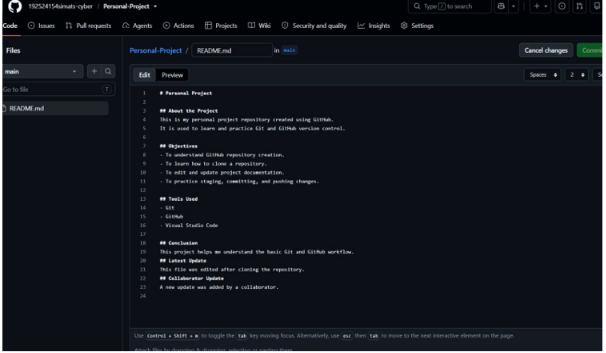 192524154simats-cyber / Personal-Project
Type / to search
Code Issues Pull requests Agents Actions Projects Wiki Security and quality Insights Settings
Files
Personal-Project / README.md in main
Cancel changes
main
Edit Preview
Spaces 2
Go to file
README.md
1 # Personal Project
2
3 ## About the Project
4 This is my personal project repository created using GitHub.
5 It is used to learn and practice Git and GitHub version control.
6
7 ## Objectives
8 - To understand GitHub repository creation.
9 - To learn how to clone a repository.
10 - To edit and update project documentation.
11 - To practice staging, committing, and pushing changes.
12
13 ## Tools Used
14 - Git
15 - GitHub
16 - Visual Studio Code
17
18 ## Conclusion
19 This project helps me understand the basic Git and GitHub workflow.
20 ## Latest Update
21 This file was edited after cloning the repository.
22 ## Collaborator Update
23 A new update was added by a collaborator.
24
Use Control + Shift + m to toggle the tab key moving focus. Alternatively, use esc then tab to move to the next interactive element on the page.